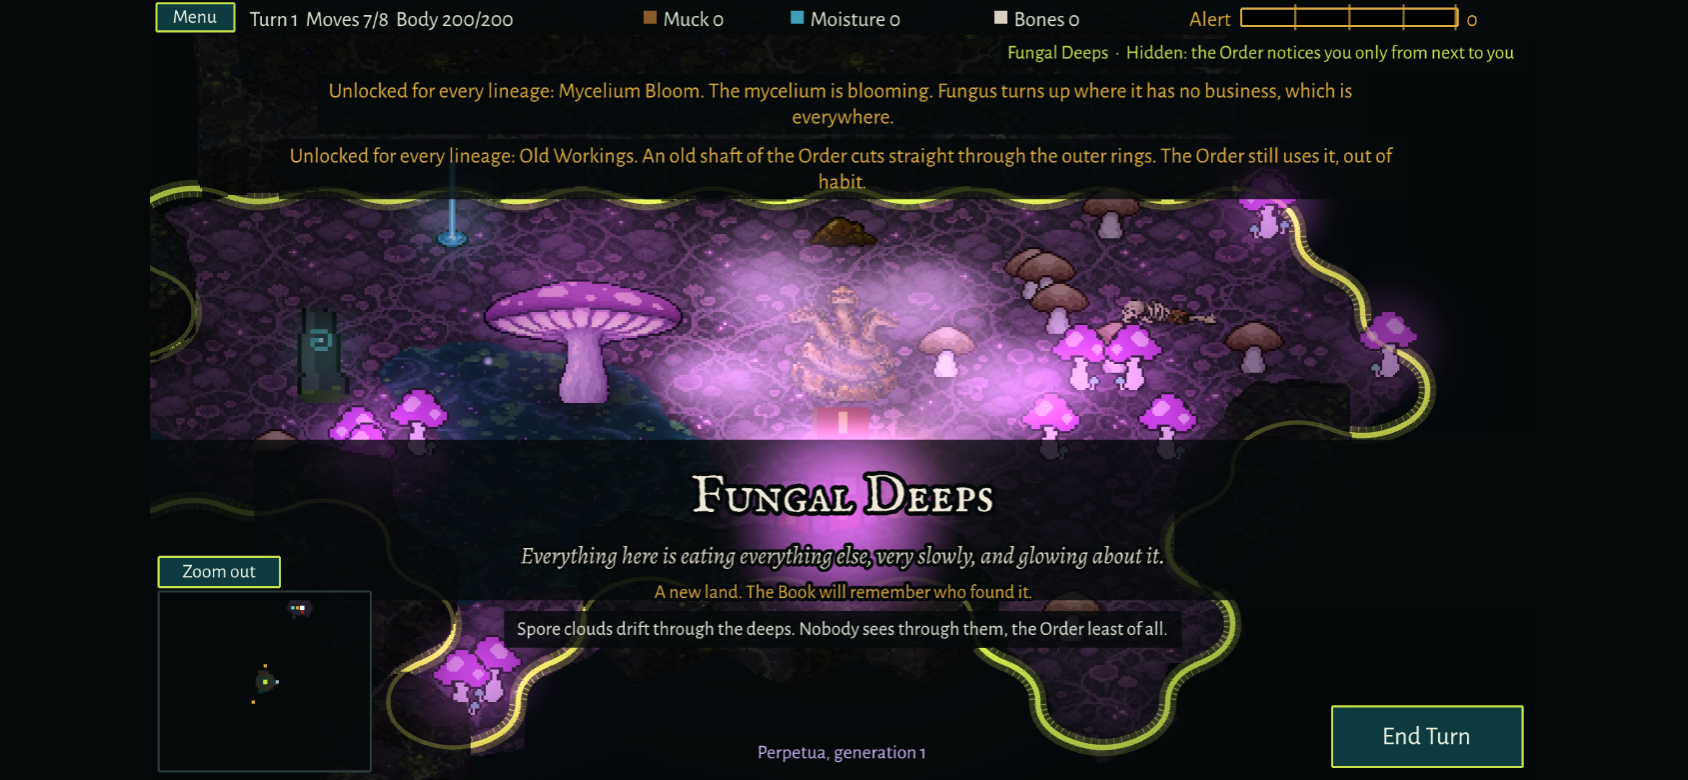 Menu
Turn 1 Moves 7/8 Body 200/200
Muck 0
Moisture 0
Bones 0
Alert
0
Fungal Deeps · Hidden: the Order notices you only from next to you
Unlocked for every lineage: Mycelium Bloom. The mycelium is blooming. Fungus turns up where it has no business, which is
everywhere.
Unlocked for every lineage: Old Workings. An old shaft of the Order cuts straight through the outer rings. The Order still uses it, out of
habit.
Fungal Deeps
Everything here is eating everything else, very slowly, and glowing about it.
A new land. The Book will remember who found it.
Spore clouds drift through the deeps. Nobody sees through them, the Order least of all.
Zoom out
Perpetua, generation 1
End Turn